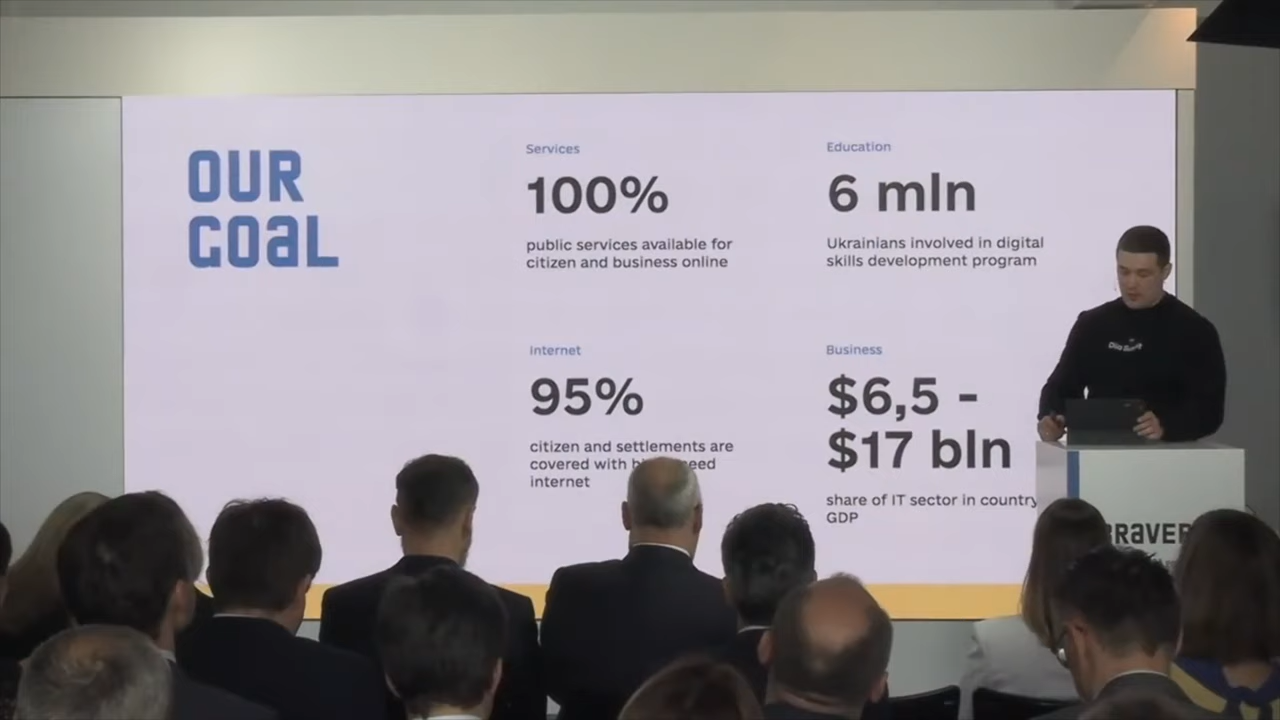 OUR
GOAL
Services
100%
public services available for
citizen and business online
Education
6 mln
Ukrainians involved in digital
skills development program
Internet
95%
citizen and settlements are
covered with
internet
Business
$6,5 -
$17 bln
share of IT sector in country
GDP
BRAVER